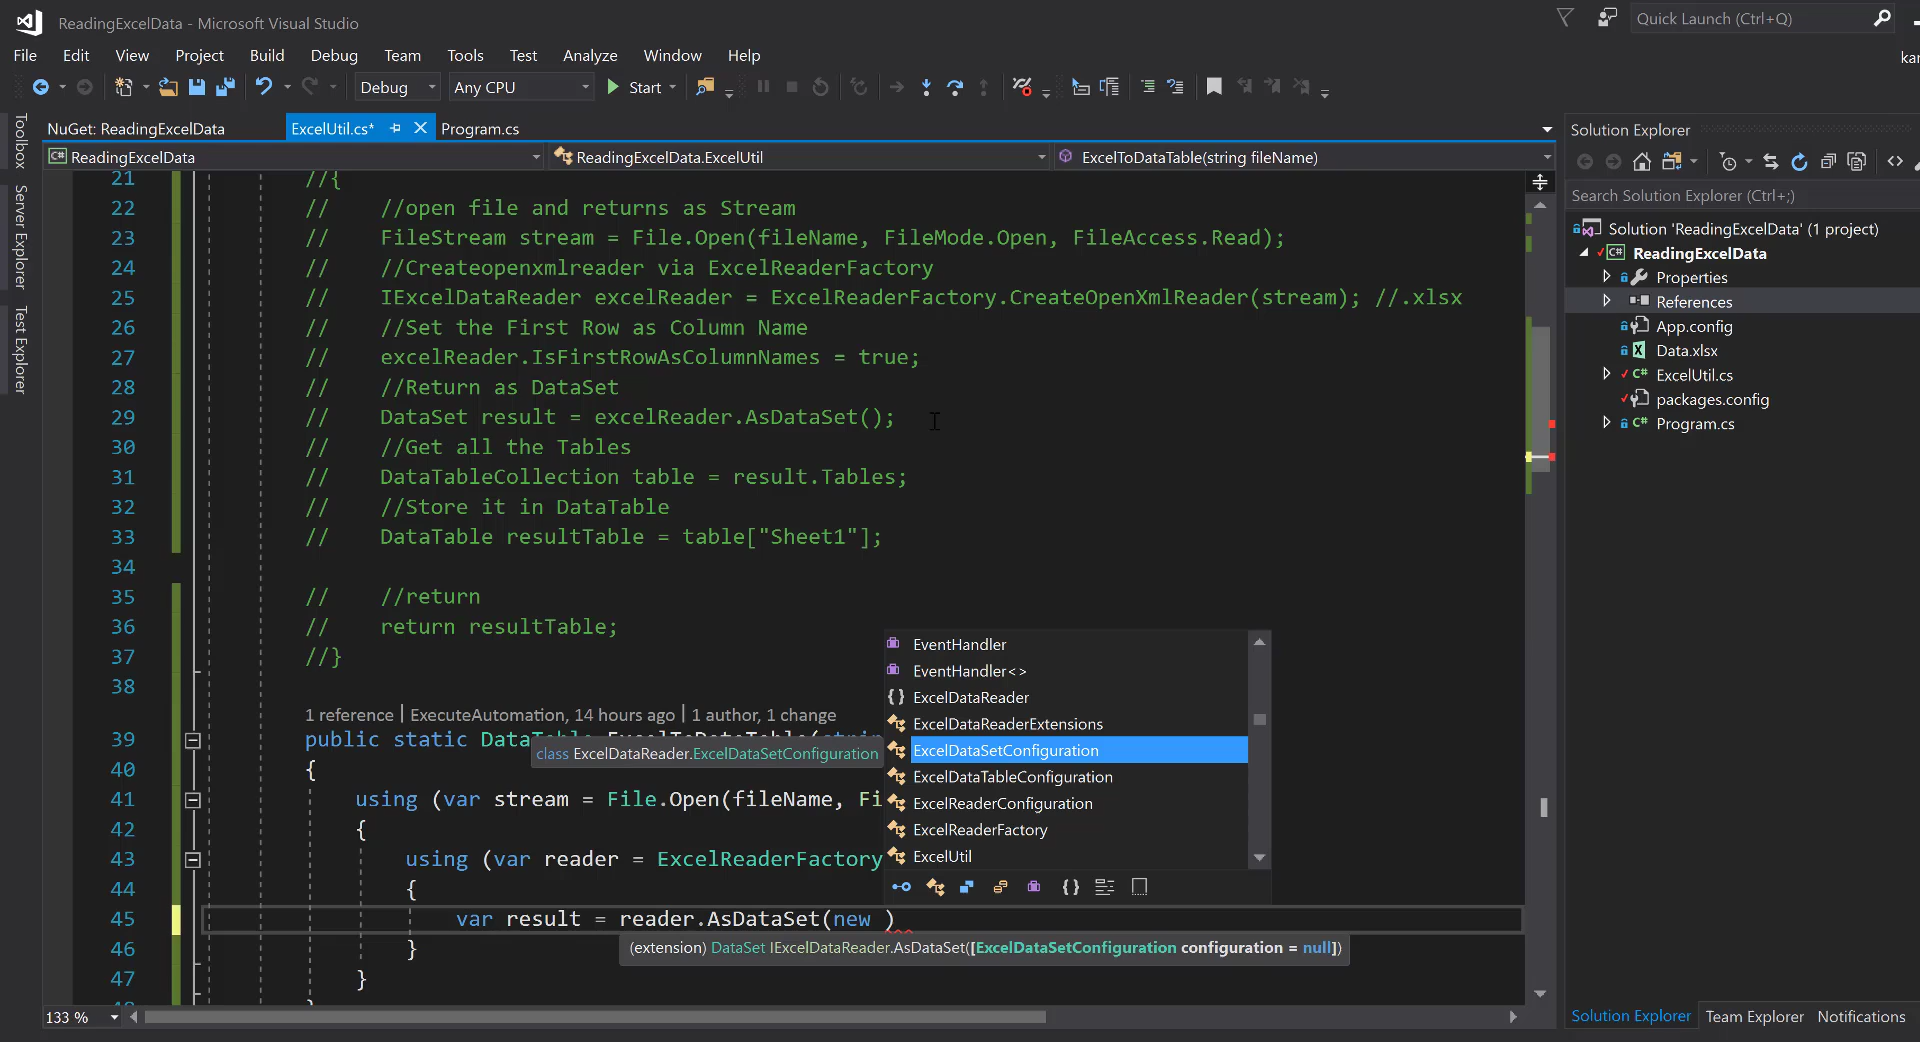 ReadingExcelData - Microsoft Visual Studio
Quick Launch (Ctrl+Q)
File Edit View Project Build Debug Team Tools Test Analyze Window Help
kar
Debug Any CPU Start
NuGet: ReadingExcelData ExcelUtil.cs* Program.cs
ReadingExcelData ReadingExcelData.ExcelUtil ExcelToDataTable(string fileName)
Toolbox
Server Explorer
Test Explorer
21 //{
22 // //open file and returns as Stream
23 // FileStream stream = File.Open(fileName, FileMode.Open, FileAccess.Read);
24 // //Createopenxmlreader via ExcelReaderFactory
25 // IExcelDataReader excelReader = ExcelReaderFactory.CreateOpenXmlReader(stream); //.xlsx
26 // //Set the First Row as Column Name
27 // excelReader.IsFirstRowAsColumnNames = true;
28 // //Return as DataSet
29 // DataSet result = excelReader.AsDataSet();
30 // //Get all the Tables
31 // DataTableCollection table = result.Tables;
32 // //Store it in DataTable
33 // DataTable resultTable = table["Sheet1"];
34
35 // //return
36 // return resultTable;
37 //}
38
1 reference | ExecuteAutomation, 14 hours ago | 1 author, 1 change
39 public static DataTable ExcelToDataTable(strin
40 {
41 using (var stream = File.Open(fileName, Fi
42 {
43 using (var reader = ExcelReaderFactory
44 {
45 var result = reader.AsDataSet(new )
46 }
47 }
48 }
class ExcelDataReader.ExcelDataSetConfiguration
EventHandler
EventHandler<>
{} ExcelDataReader
ExcelDataReaderExtensions
ExcelDataSetConfiguration
ExcelDataTableConfiguration
ExcelReaderConfiguration
ExcelReaderFactory
ExcelUtil
(extension) DataSet IExcelDataReader.AsDataSet([ExcelDataSetConfiguration configuration = null])
133 %
Solution Explorer
Search Solution Explorer (Ctrl+;)
Solution 'ReadingExcelData' (1 project)
ReadingExcelData
Properties
References
App.config
Data.xlsx
ExcelUtil.cs
packages.config
Program.cs
Solution Explorer Team Explorer Notifications